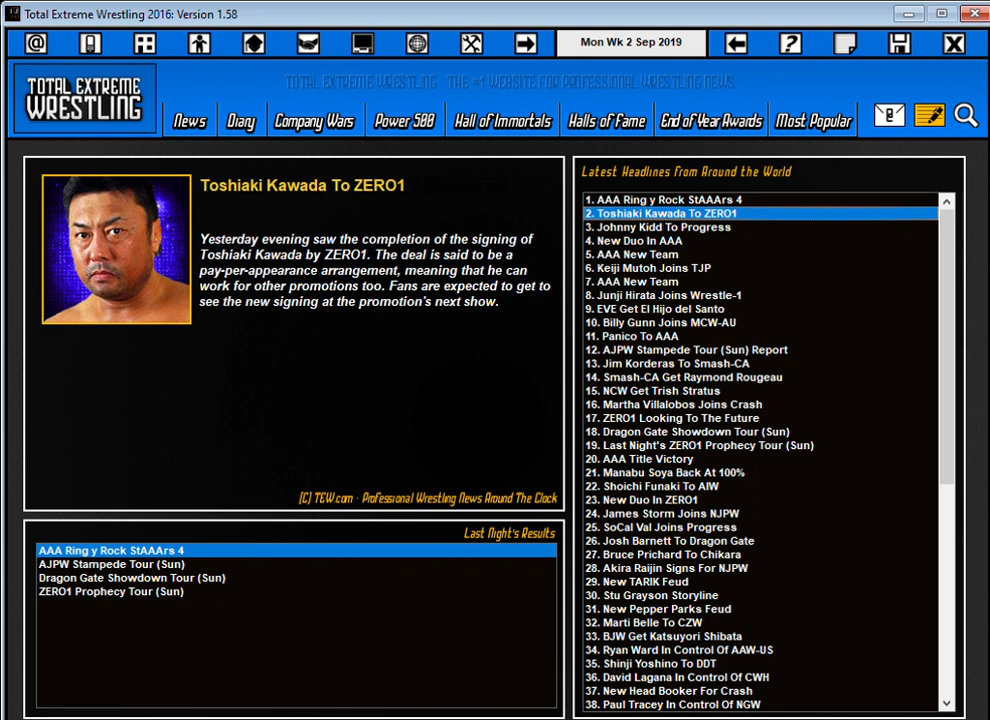 Total Extreme Wrestling 2016: Version 1.58
Mon Wk 2 Sep 2019
TOTAL EXTREME
WRESTLING
TOTAL EXTREME WRESTLING THE #1 WEBSITE FOR PROFESSIONAL WRESTLING NEWS
News
Diary
Company Wars
Power 500
Hall of Immortals
Halls of Fame
End of Year Awards
Most Popular
Toshiaki Kawada To ZERO1
Yesterday evening saw the completion of the signing of
Toshiaki Kawada by ZERO1. The deal is said to be a
pay-per-appearance arrangement, meaning that he can
work for other promotions too. Fans are expected to get to
see the new signing at the promotion's next show.
(C) TEW.com - Professional Wrestling News Around The Clock
Last Night's Results
AAA Ring y Rock StAAArs 4
AJPW Stampede Tour (Sun)
Dragon Gate Showdown Tour (Sun)
ZERO1 Prophecy Tour (Sun)
Latest Headlines From Around the World
1. AAA Ring y Rock StAAArs 4
2. Toshiaki Kawada To ZERO1
3. Johnny Kidd To Progress
4. New Duo In AAA
5. AAA New Team
6. Keiji Mutoh Joins TJP
7. AAA New Team
8. Junji Hirata Joins Wrestle-1
9. EVE Get El Hijo del Santo
10. Billy Gunn Joins MCW-AU
11. Panico To AAA
12. AJPW Stampede Tour (Sun) Report
13. Jim Korderas To Smash-CA
14. Smash-CA Get Raymond Rougeau
15. NCW Get Trish Stratus
16. Martha Villalobos Joins Crash
17. ZERO1 Looking To The Future
18. Dragon Gate Showdown Tour (Sun)
19. Last Night's ZERO1 Prophecy Tour (Sun)
20. AAA Title Victory
21. Manabu Soya Back At 100%
22. Shoichi Funaki To AIW
23. New Duo In ZERO1
24. James Storm Joins NJPW
25. SoCal Val Joins Progress
26. Josh Barnett To Dragon Gate
27. Bruce Prichard To Chikara
28. Akira Raijin Signs For NJPW
29. New TARIK Feud
30. Stu Grayson Storyline
31. New Pepper Parks Feud
32. Marti Belle To CZW
33. BJW Get Katsuyori Shibata
34. Ryan Ward In Control Of AAW-US
35. Shinji Yoshino To DDT
36. David Lagana In Control Of CWH
37. New Head Booker For Crash
38. Paul Tracey In Control Of NGW